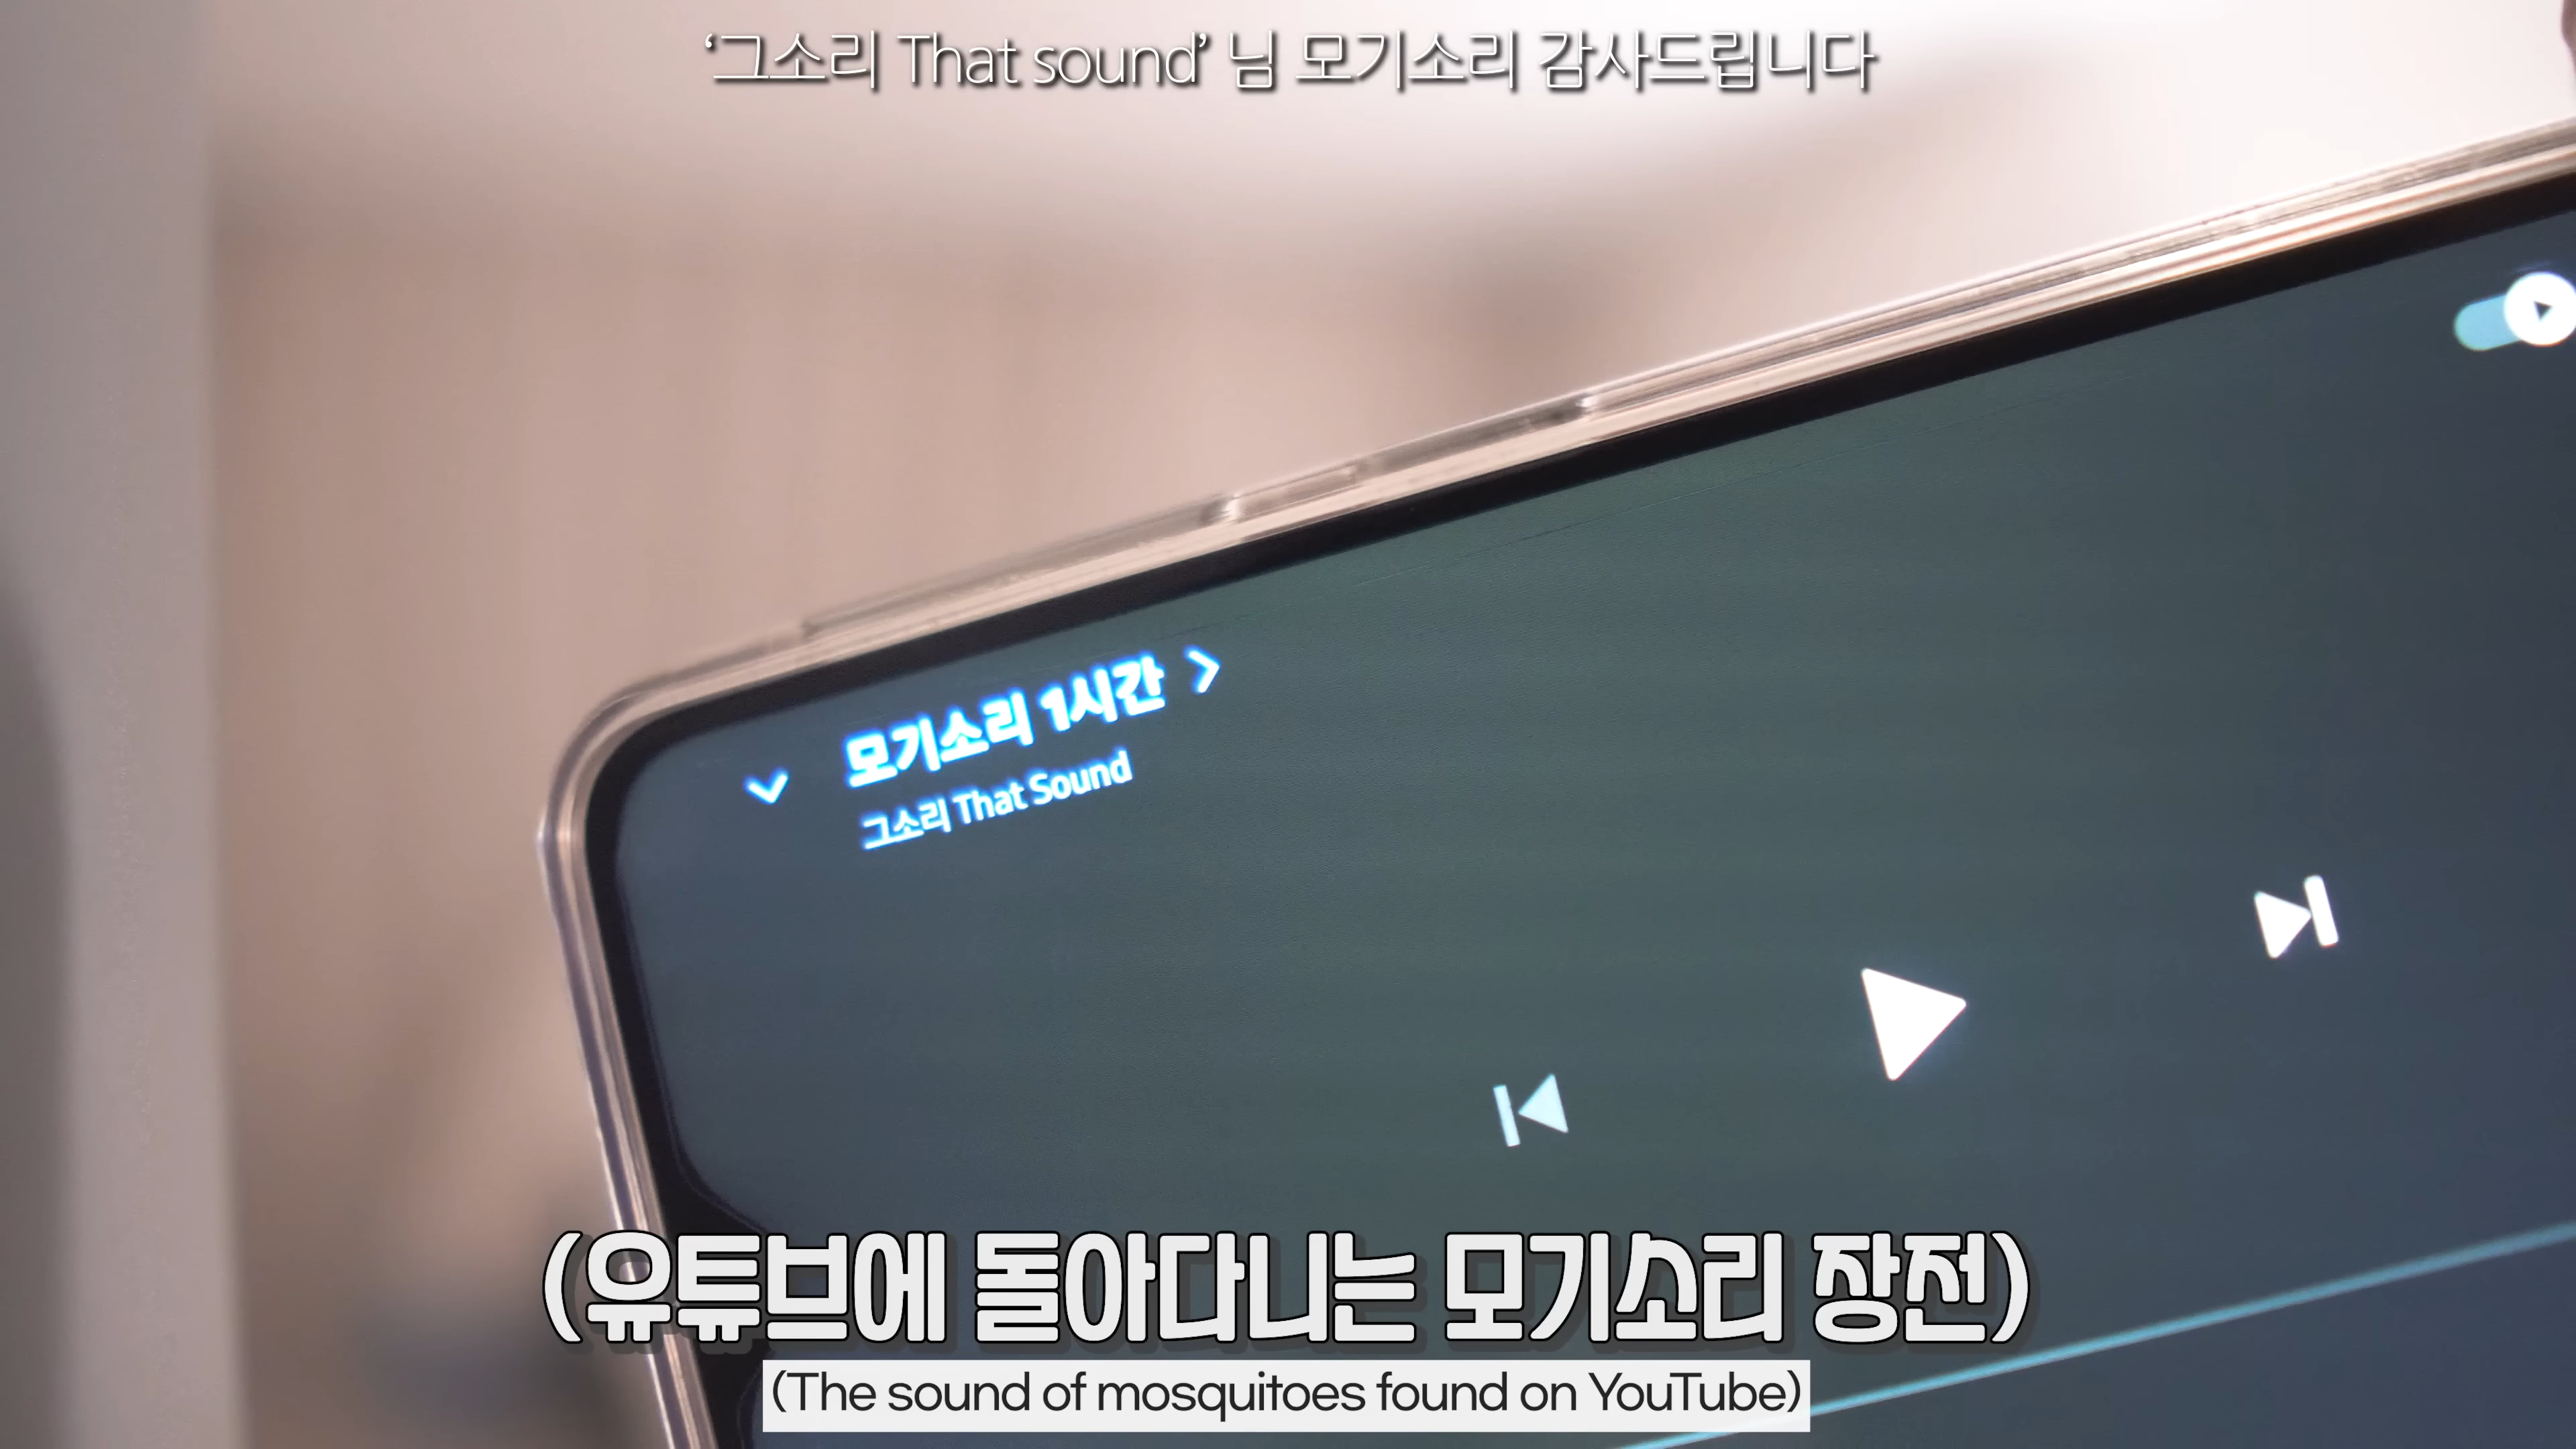 ‘그소리 That sound’ 님 모기소리 감사드립니다
모기소리 1시간
그소리 That Sound
(유튜브에 돌아다니는 모기소리 장전)
(The sound of mosquitoes found on YouTube)